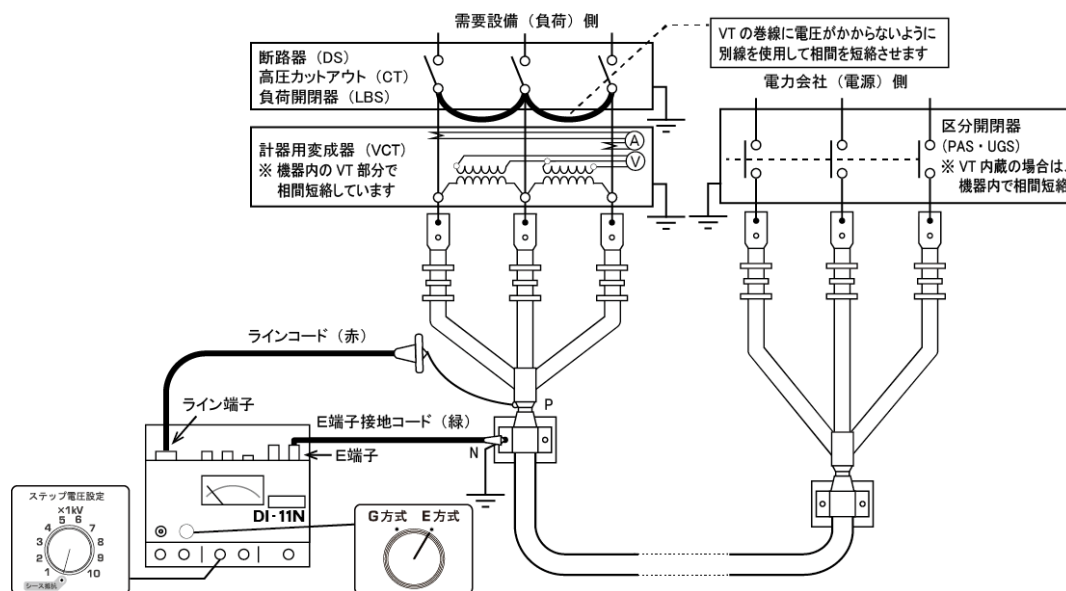 需要設備（負荷）側
VT の巻線に電圧がかからないように
別線を使用して相間を短絡させます
断路器（DS）
高圧カットアウト（CT）
負荷開閉器（LBS）
電力会社（電源）側
計器用変成器（VCT）
※ 機器内の VT 部分で
相間短絡しています
A
V
区分開閉器
(PAS・UGS)
※ VT 内蔵の場合は、
機器内で相間短絡
ラインコード（赤）
ライン端子
P
E端子接地コード（緑）
N
E端子
DI-11N
ステップ電圧設定
×1kV
1 2 3 4 5 6 7 8 9 10
シース抵抗
G方式 E方式